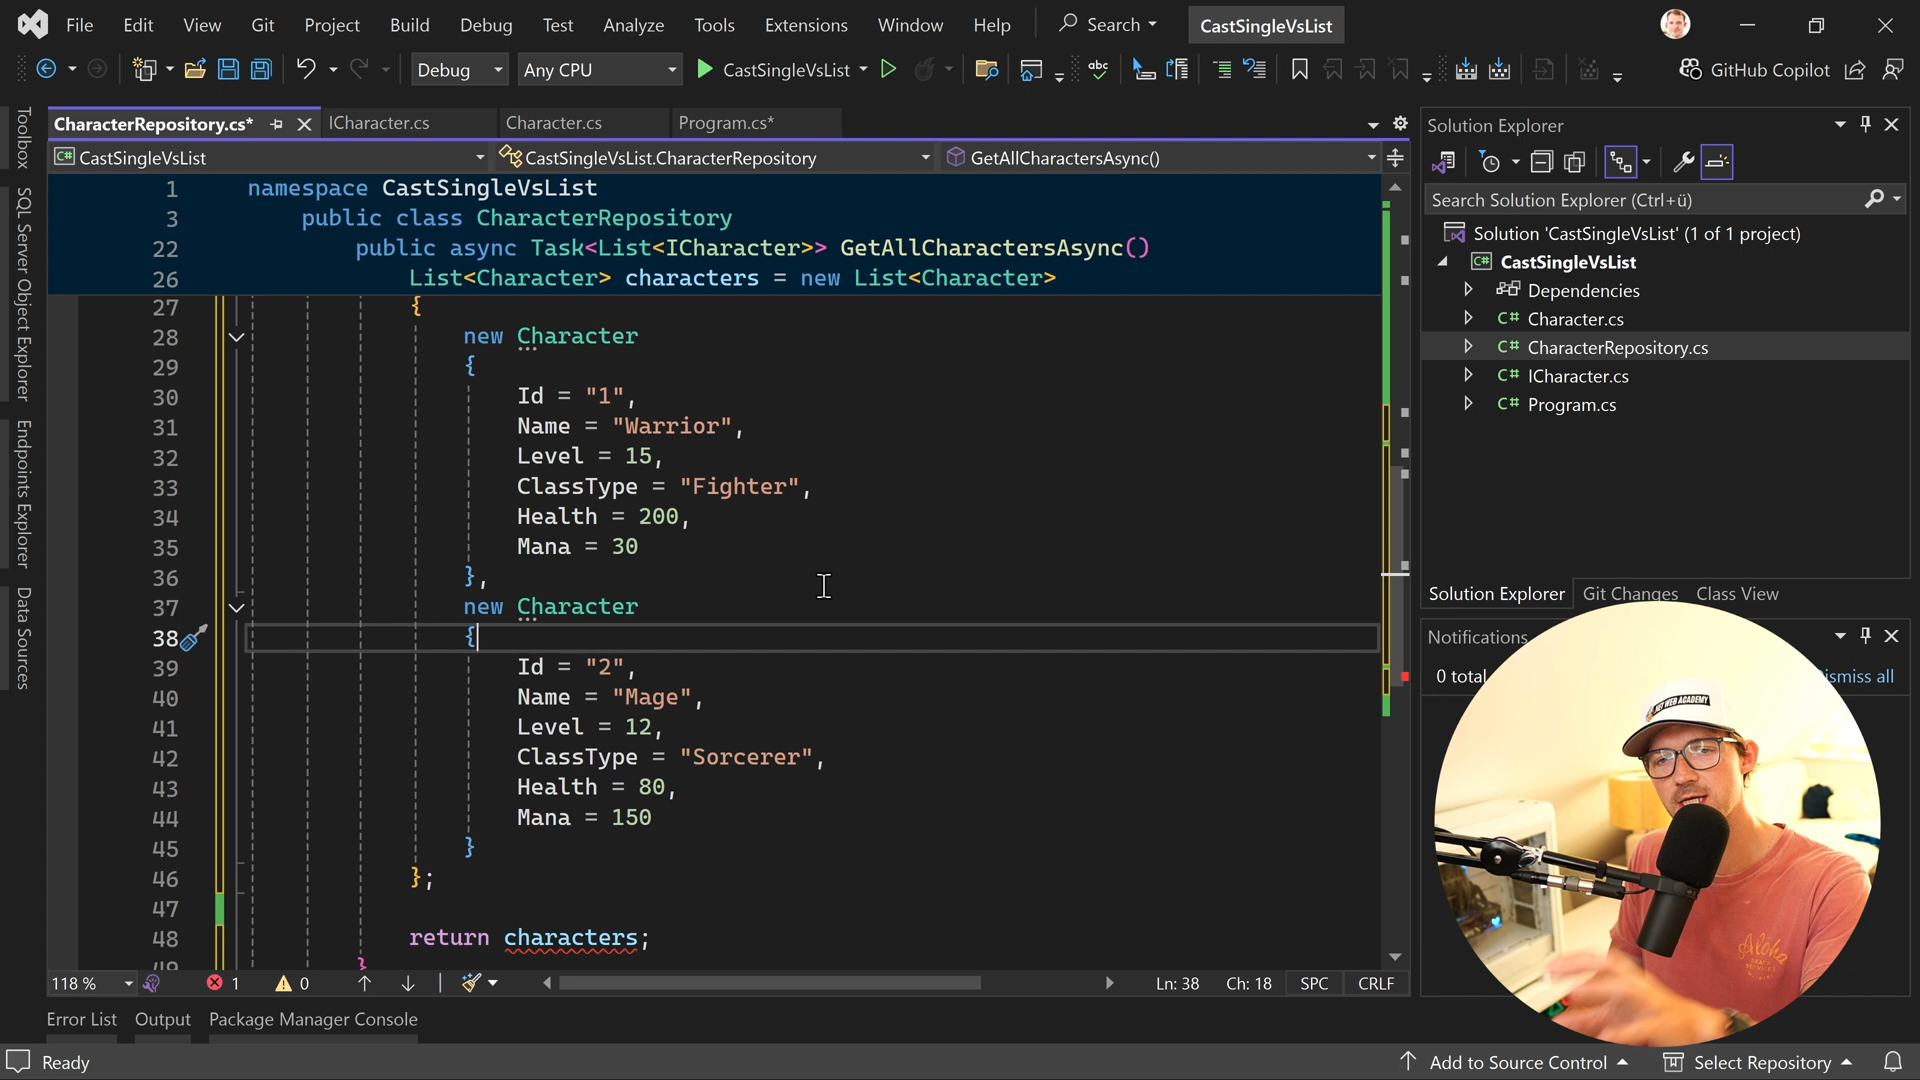 File Edit View Git Project Build Debug Test Analyze Tools Extensions Window Help Search CastSingleVsList
Debug Any CPU CastSingleVsList GitHub Copilot
CharacterRepository.cs* ICharacter.cs Character.cs Program.cs*
CastSingleVsList CastSingleVsList.CharacterRepository GetAllCharactersAsync()
Toolbox
SQL Server Object Explorer
Endpoints Explorer
Data Sources
1 namespace CastSingleVsList
3 public class CharacterRepository
22 public async Task<List<ICharacter>> GetAllCharactersAsync()
26 List<Character> characters = new List<Character>
27 {
28 new Character
29 {
30 Id = "1",
31 Name = "Warrior",
32 Level = 15,
33 ClassType = "Fighter",
34 Health = 200,
35 Mana = 30
36 },
37 new Character
38 {
39 Id = "2",
40 Name = "Mage",
41 Level = 12,
42 ClassType = "Sorcerer",
43 Health = 80,
44 Mana = 150
45 }
46 };
47
48 return characters;
49 }
118 % 1 0 Ln: 38 Ch: 18 SPC CRLF
Error List Output Package Manager Console
Ready Add to Source Control Select Repository
Solution Explorer
Search Solution Explorer (Ctrl+ü)
Solution 'CastSingleVsList' (1 of 1 project)
C# CastSingleVsList
Dependencies
C# Character.cs
C# CharacterRepository.cs
C# ICharacter.cs
C# Program.cs
Solution Explorer Git Changes Class View
Notifications
0 total ismiss all
WEB ACADEMY
Aloha